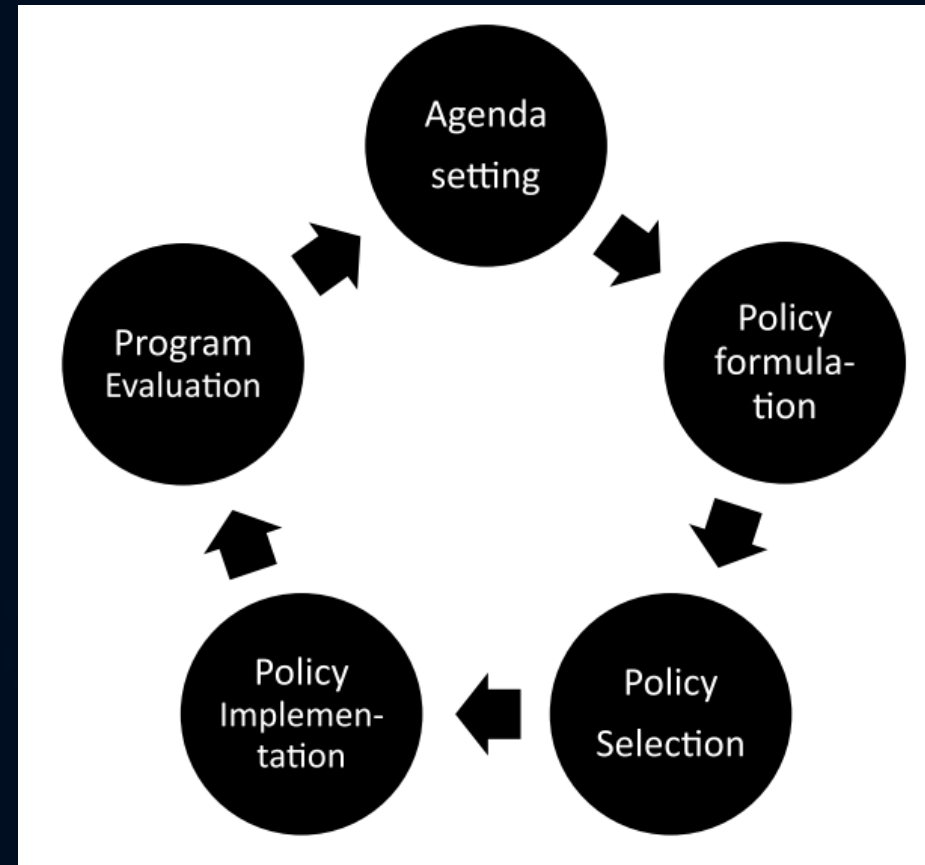 Agenda
setting
Policy
formula-
tion
Policy
Selection
Policy
Implemen-
tation
Program
Evaluation